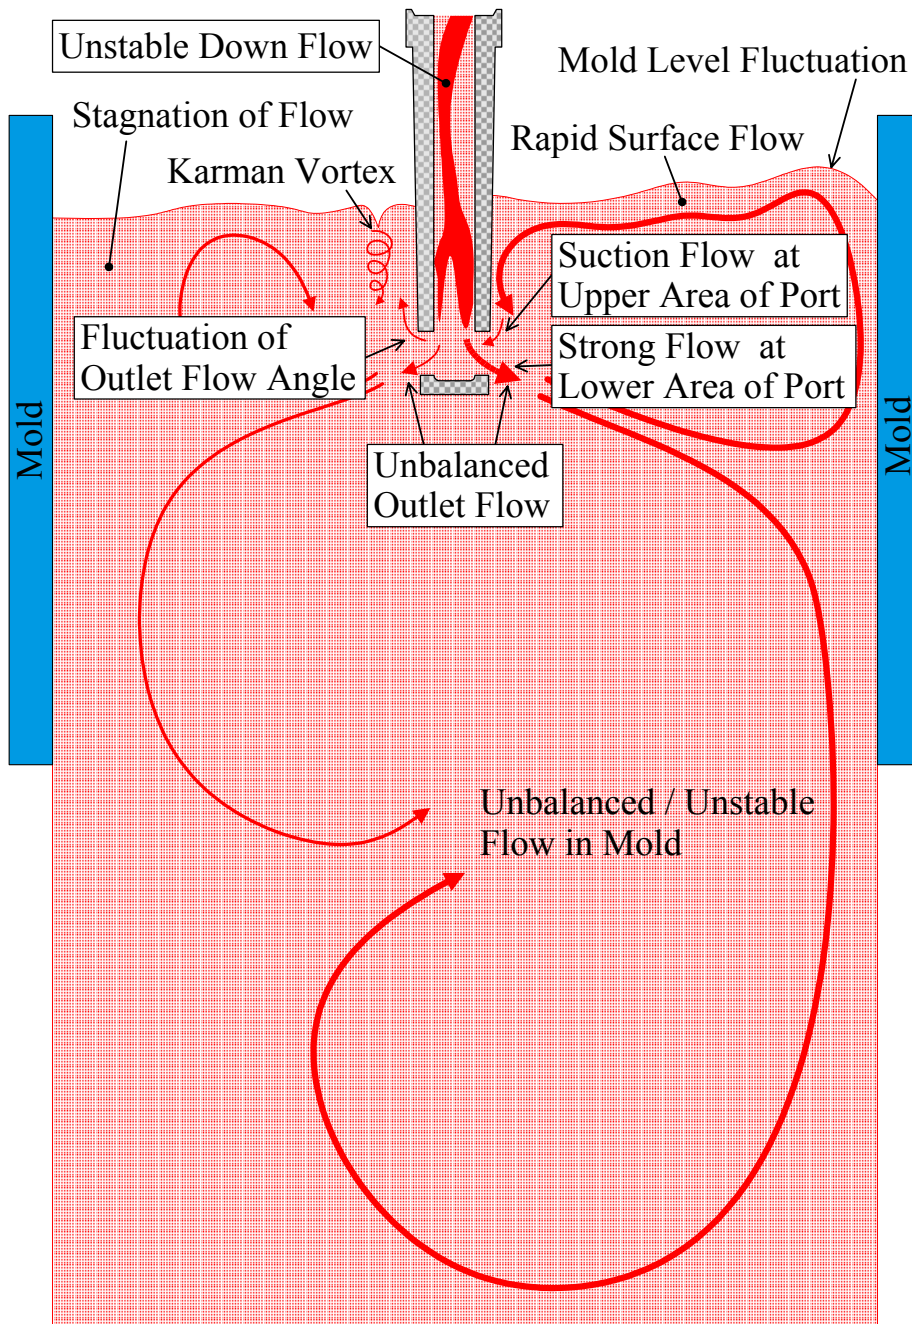 Unstable Down Flow
Mold Level Fluctuation
Stagnation of Flow
Rapid Surface Flow
Karman Vortex
Suction Flow at
Upper Area of Port
Fluctuation of
Outlet Flow Angle
Strong Flow at
Lower Area of Port
Mold
Mold
Unbalanced
Outlet Flow
Unbalanced / Unstable
Flow in Mold